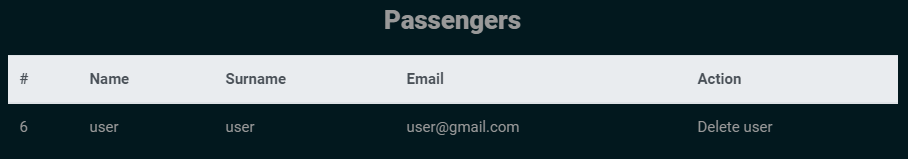 Passengers
# Name Surname Email Action
6 user user user@gmail.com Delete user